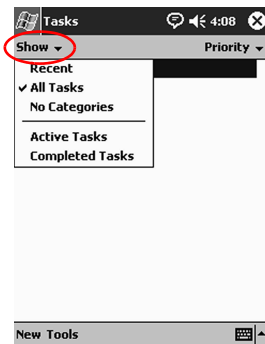 Tasks 4:08
Show Priority
Recent
All Tasks
No Categories
Active Tasks
Completed Tasks
New Tools